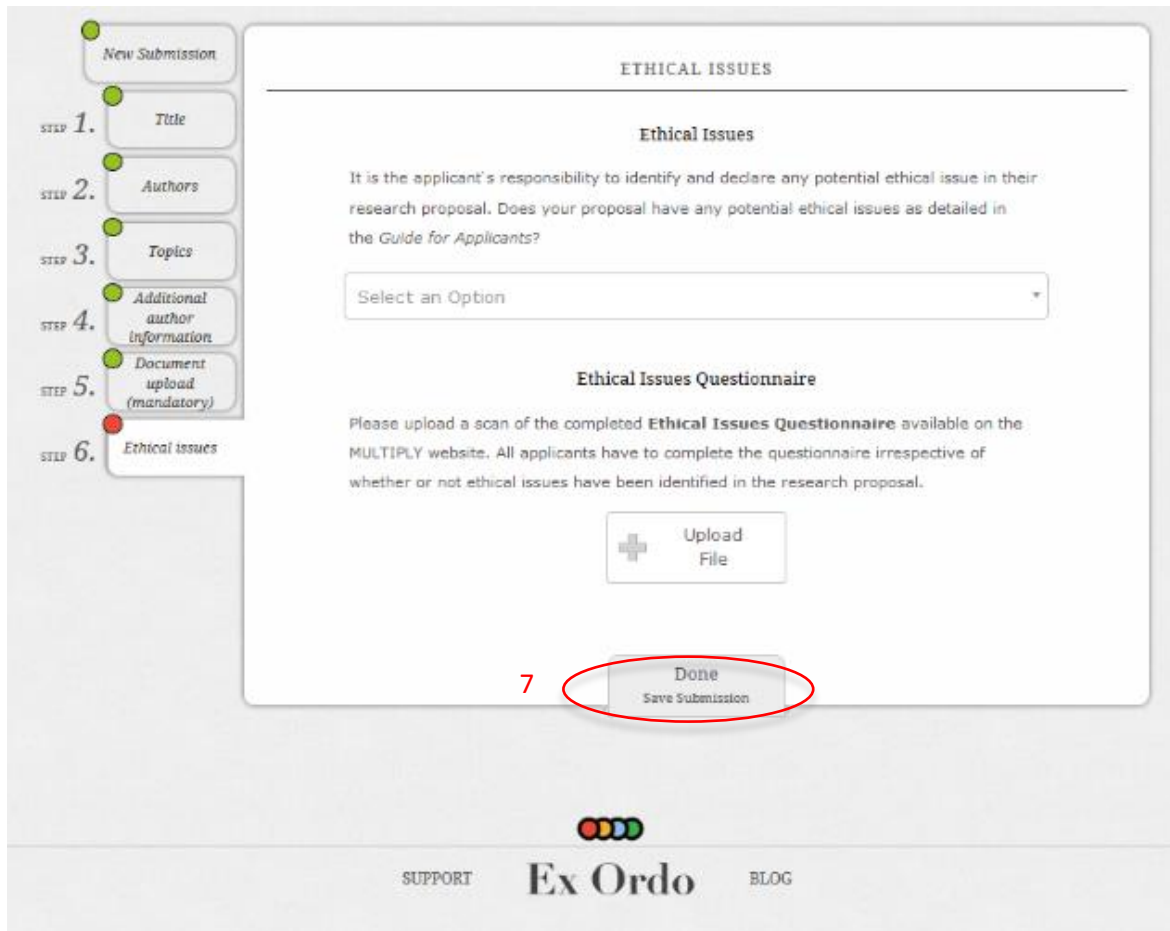 New Submission
STEP 1.
Title
STEP 2.
Authors
STEP 3.
Topics
STEP 4.
Additional
author
information
STEP 5.
Document
upload
(mandatory)
STEP 6.
Ethical issues
ETHICAL ISSUES
Ethical Issues
It is the applicant's responsibility to identify and declare any potential ethical issue in their
research proposal. Does your proposal have any potential ethical issues as detailed in
the Guide for Applicants?
Select an Option
Ethical Issues Questionnaire
Please upload a scan of the completed Ethical Issues Questionnaire available on the
MULTIPLY website. All applicants have to complete the questionnaire irrespective of
whether or not ethical issues have been identified in the research proposal.
Upload
File
7
Done
Save Submission
SUPPORT
Ex Ordo
BLOG